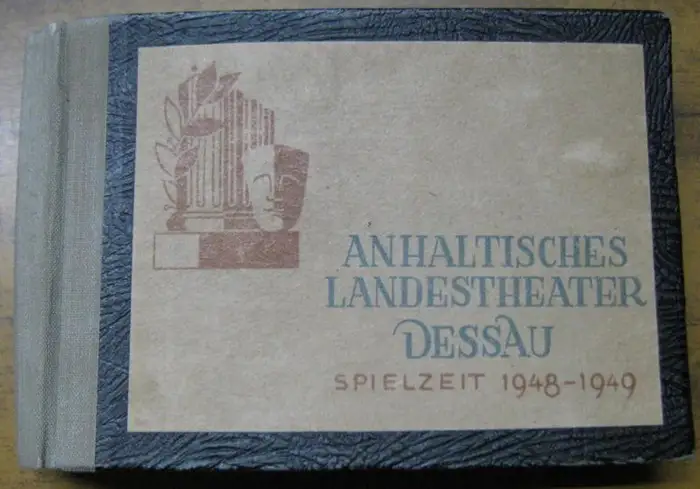 ANHALTISCHES
LANDESTHEATER
DESSAU
SPIELZEIT 1948-1949